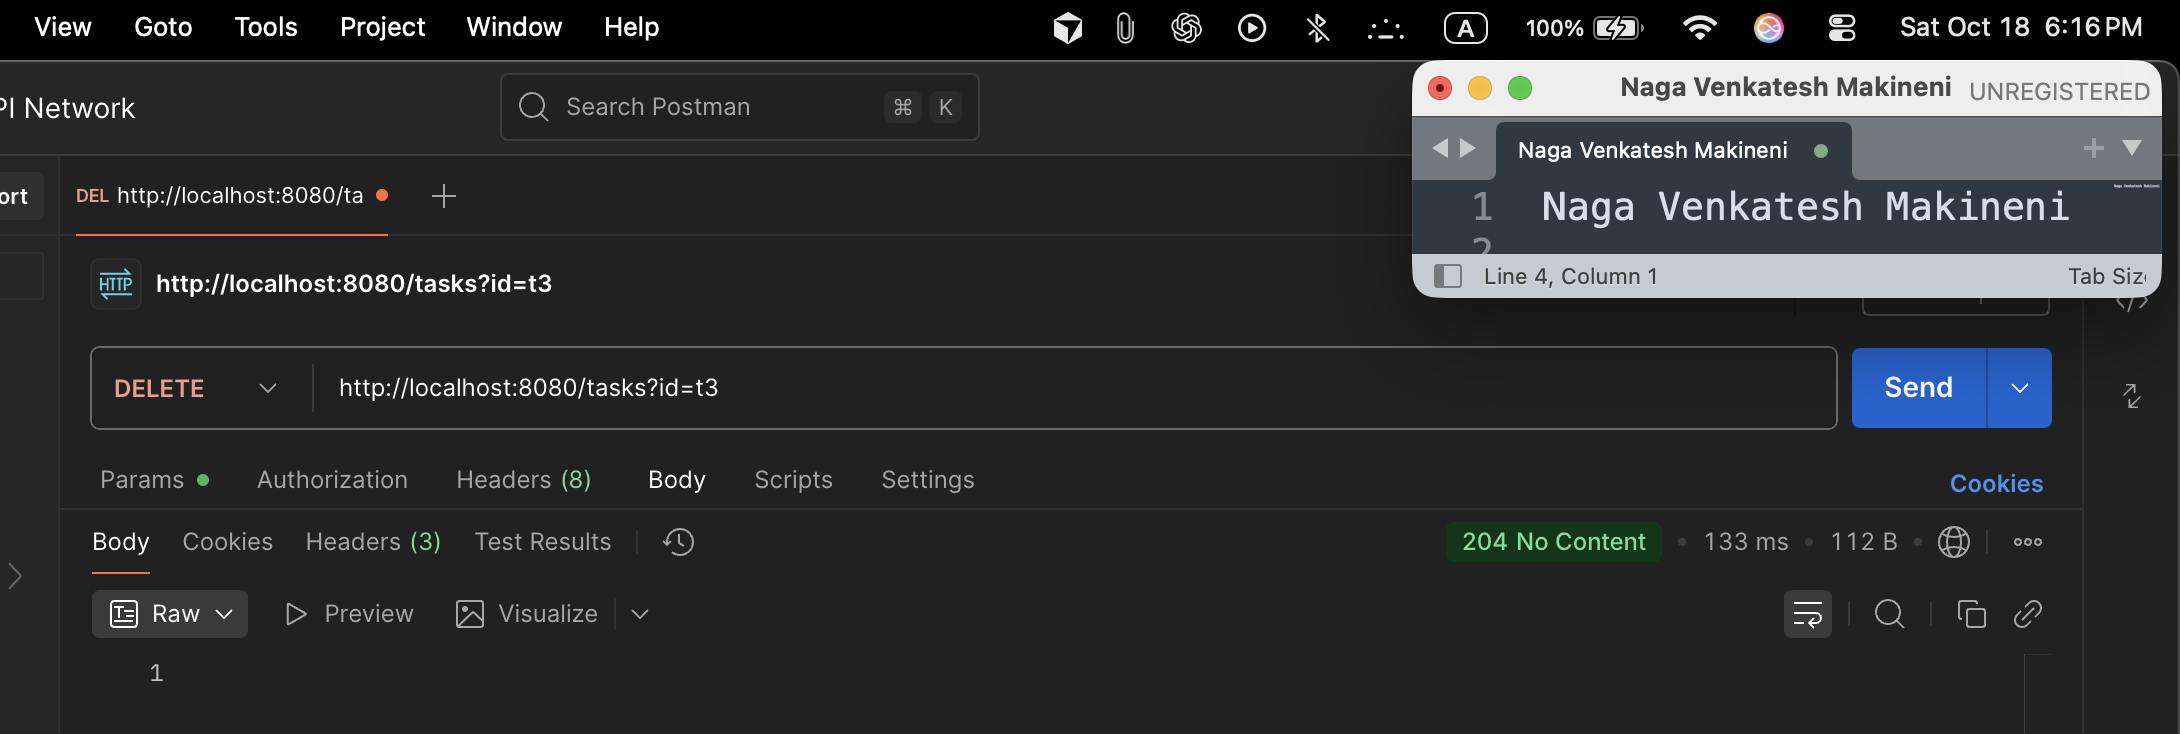 View Goto Tools Project Window Help A 100% Sat Oct 18 6:16 PM
PI Network
Search Postman ⌘ K
Naga Venkatesh Makineni UNREGISTERED
Naga Venkatesh Makineni
1 Naga Venkatesh Makineni
2
Line 4, Column 1 Tab Size
ort
DEL http://localhost:8080/ta
HTTP http://localhost:8080/tasks?id=t3
DELETE http://localhost:8080/tasks?id=t3 Send
Params Authorization Headers (8) Body Scripts Settings Cookies
Body Cookies Headers (3) Test Results 204 No Content • 133 ms • 112 B
Raw Preview Visualize
1